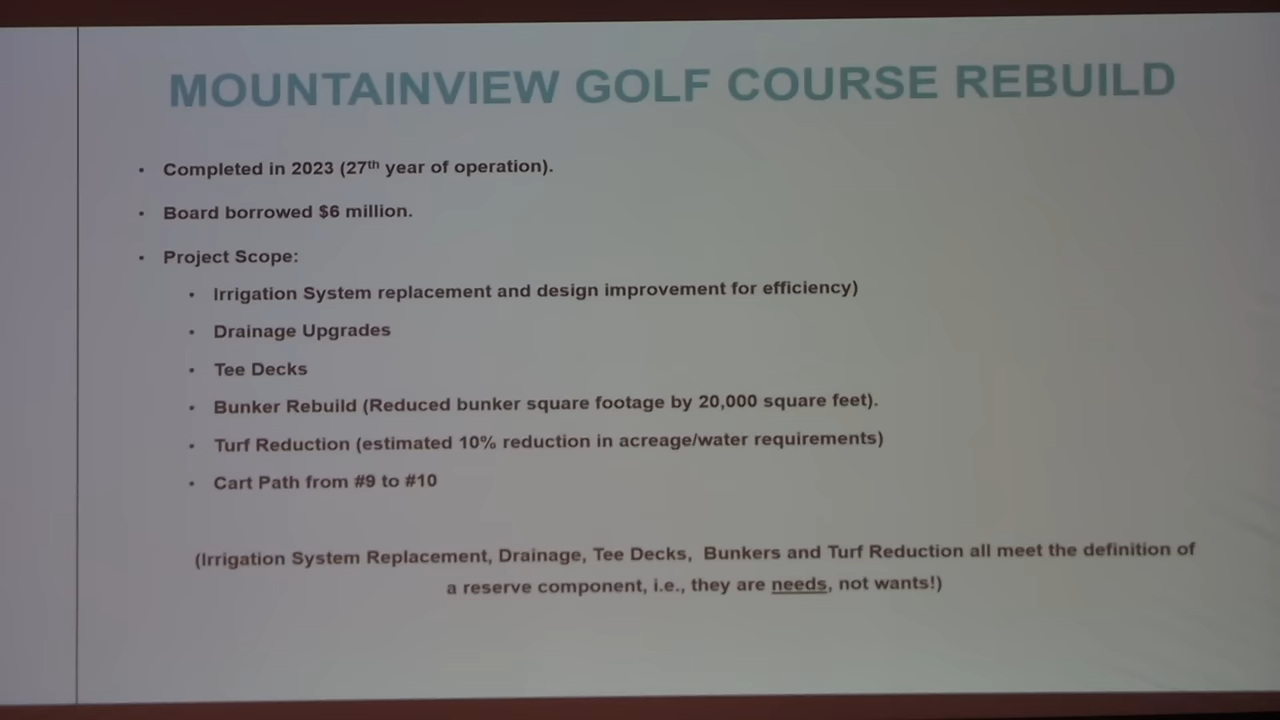 MOUNTAINVIEW GOLF COURSE REBUILD
• Completed in 2023 (27th year of operation).
• Board borrowed $6 million.
• Project Scope:
• Irrigation System replacement and design improvement for efficiency)
• Drainage Upgrades
• Tee Decks
• Bunker Rebuild (Reduced bunker square footage by 20,000 square feet).
• Turf Reduction (estimated 10% reduction in acreage/water requirements)
• Cart Path from #9 to #10
(Irrigation System Replacement, Drainage, Tee Decks, Bunkers and Turf Reduction all meet the definition of
a reserve component, i.e., they are needs, not wants!)